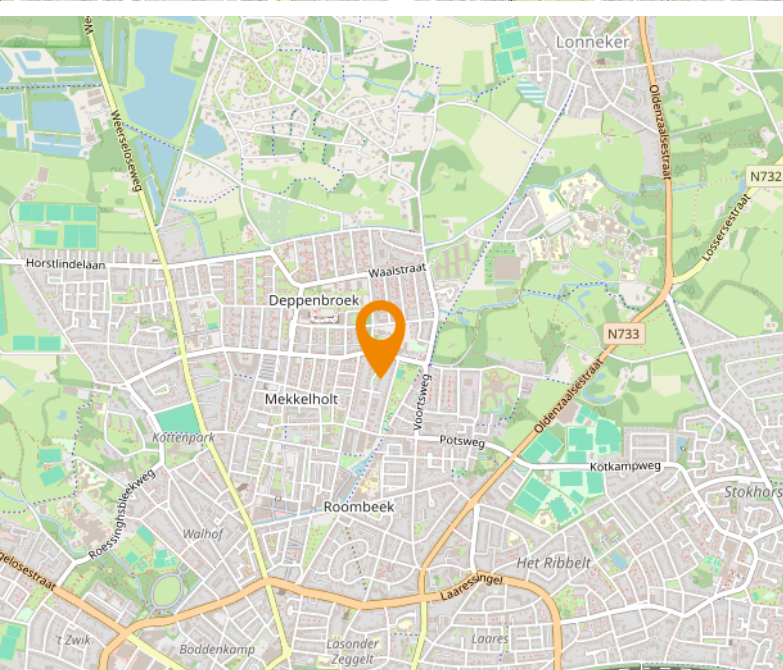 Lonneker
Weerseloseweg
Oldenzaalsestraat
N732
Lossersestraat
Horstlindelaan
Waalstraat
Deppenbroek
N733
Mekkelholt
Voortsweg
Oldenzaalsestraat
Kottenpark
Potsweg
Kotkampweg
Roessinghsbleekweg
Stokhors
Roombeek
Walhof
Het Ribbelt
gelosestraat
Laaressingel
't Zwik
Boddenkamp
Lasonder
Zeggelt
Laares